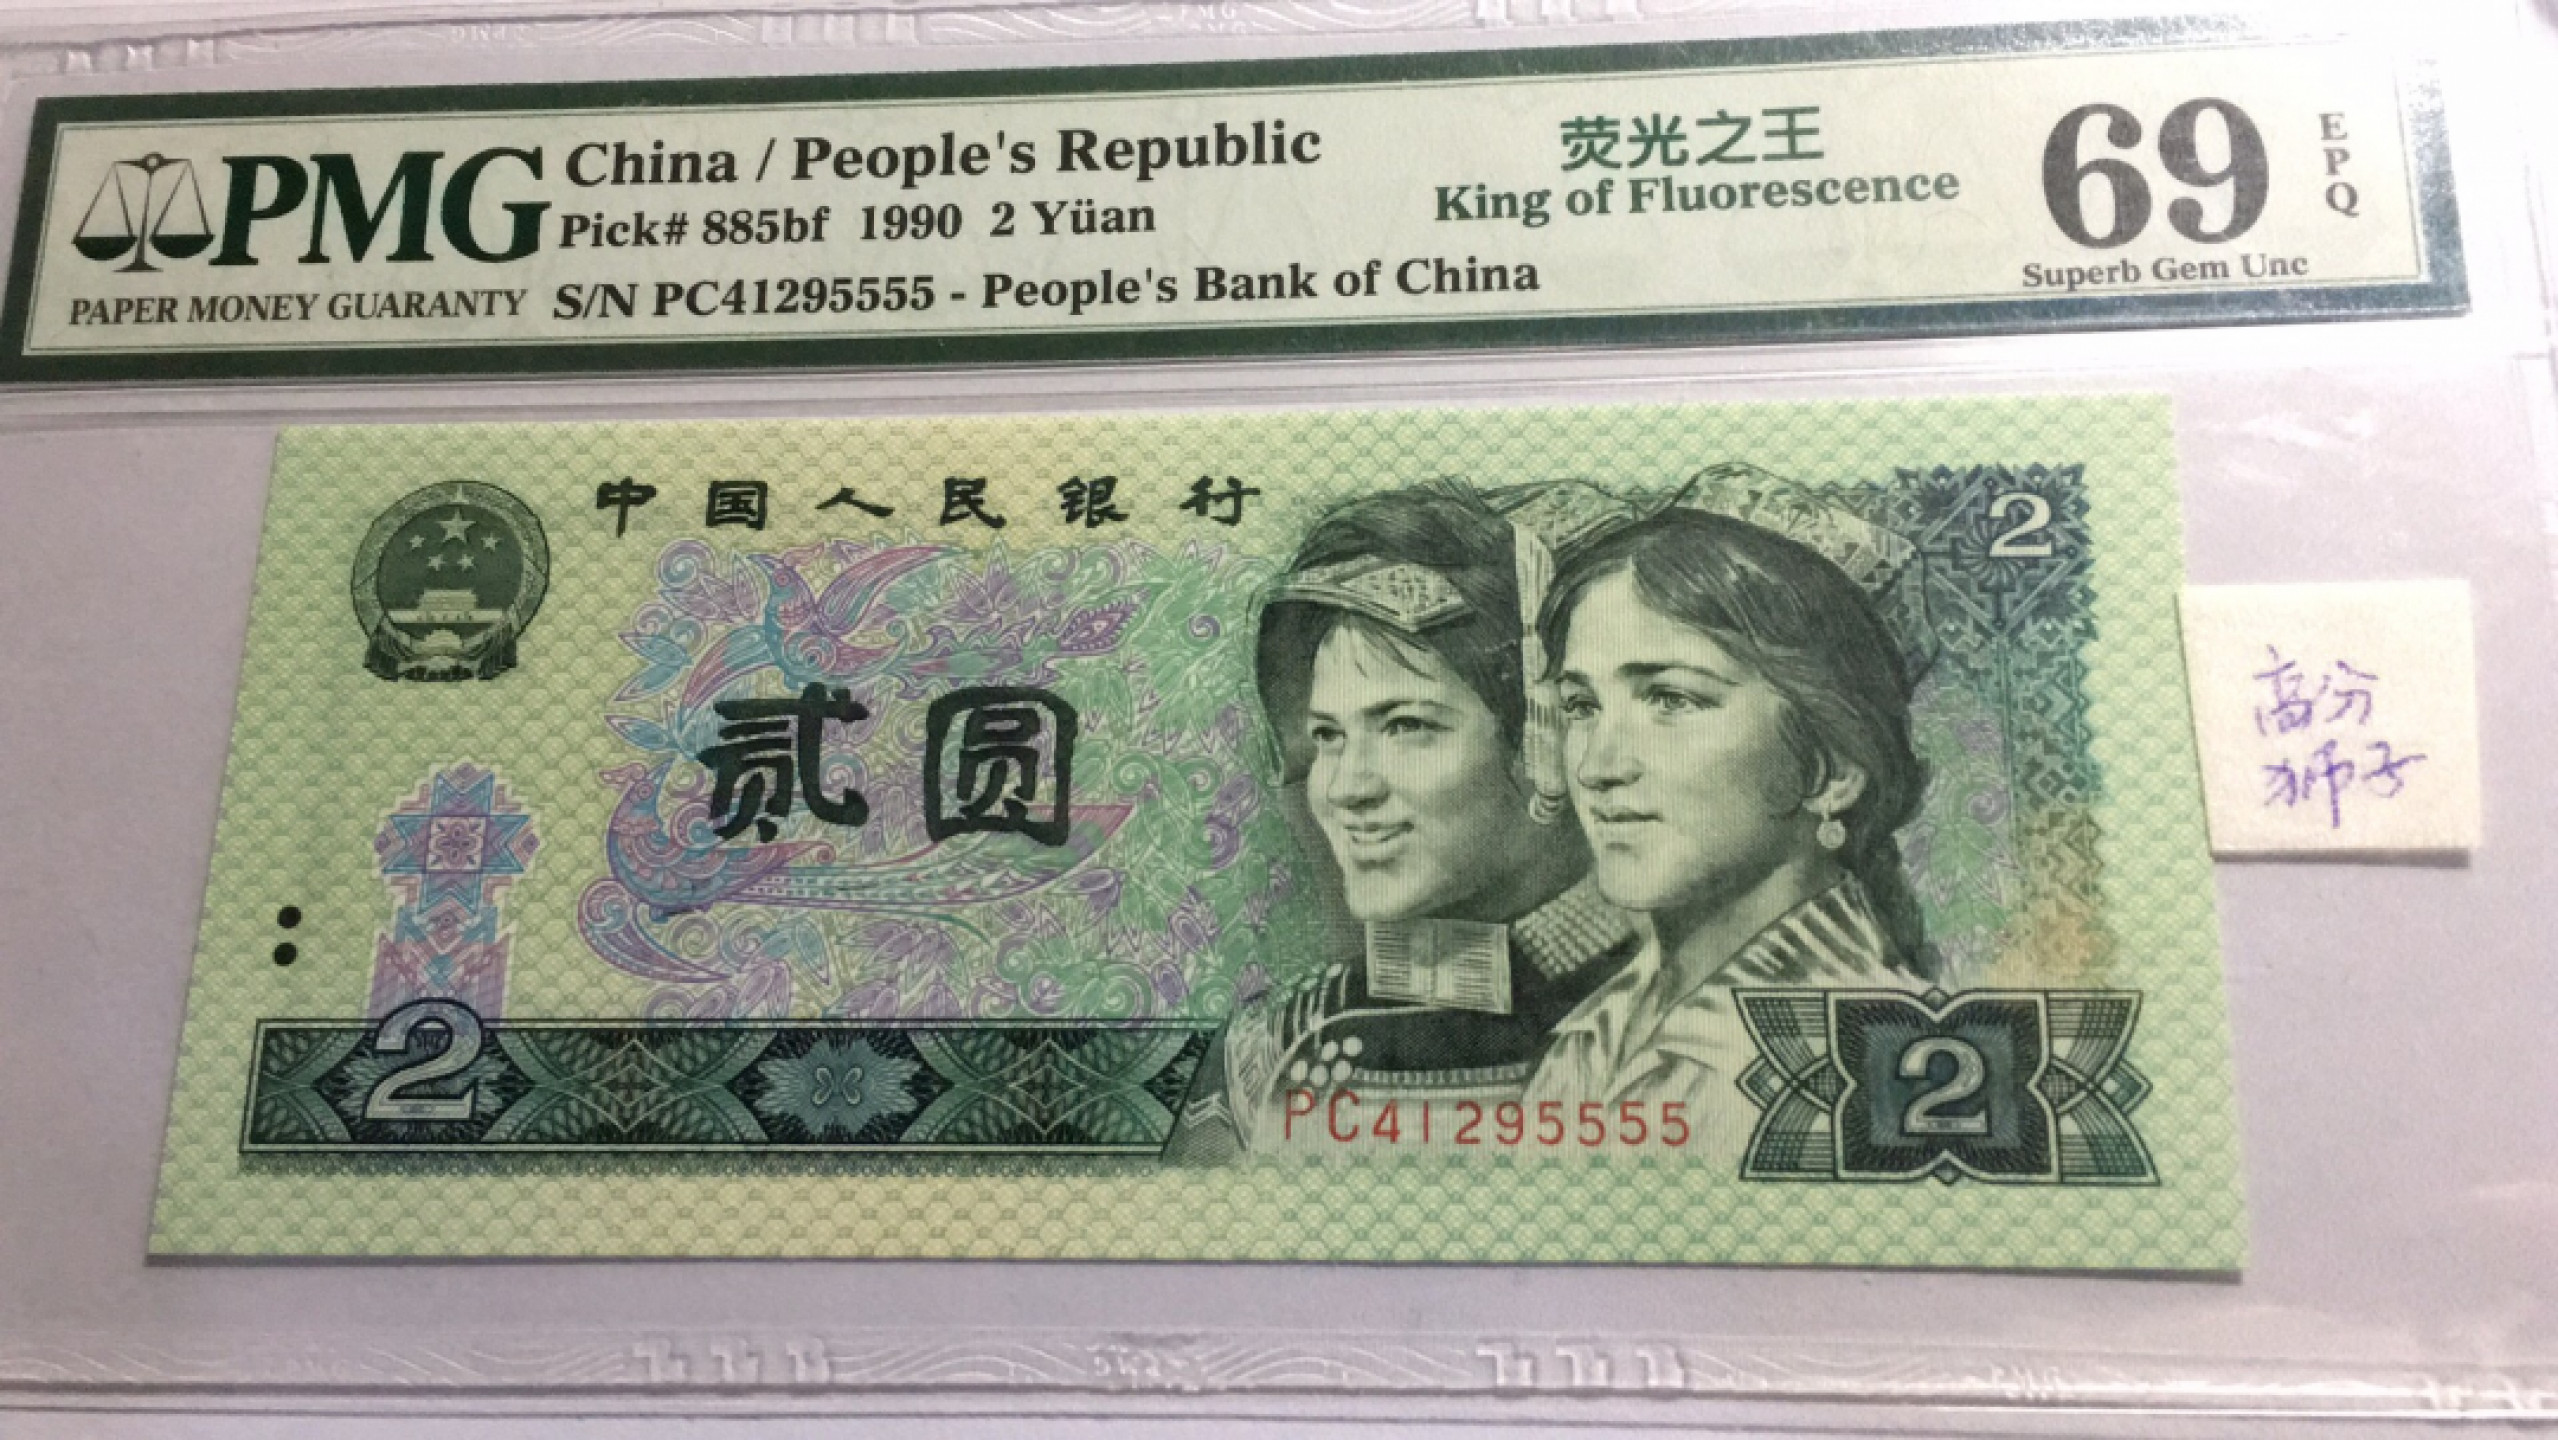 PMG
PAPER MONEY GUARANTY
China / People's Republic
Pick# 885bf 1990 2 Yüan
S/N PC41295555 - People's Bank of China
荧光之王
King of Fluorescence
69
EPQ
Superb Gem Unc
中国人民银行
2
贰圆
高分
狮子
2
PC41295555
2